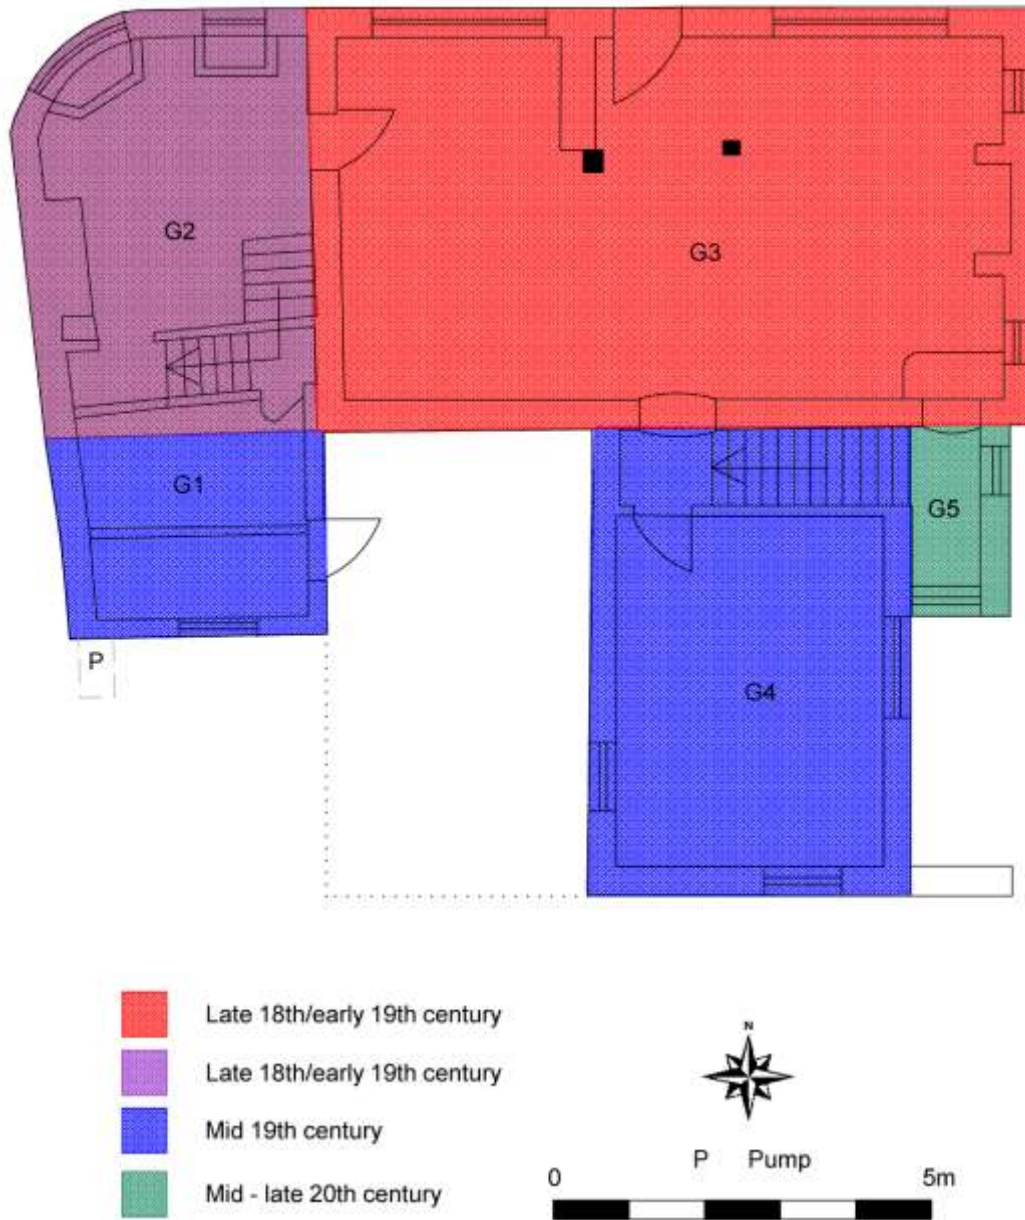 G2
G3
G1
G5
P
G4
Late 18th/early 19th century
N
Late 18th/early 19th century
Mid 19th century
P Pump
0 5m
Mid - late 20th century